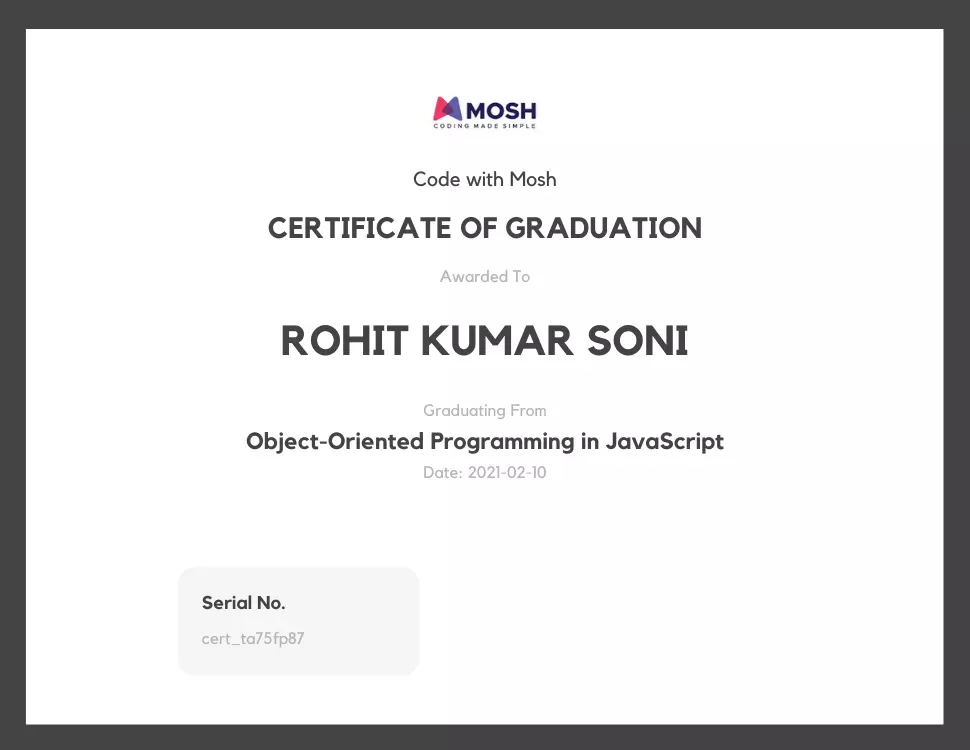 MOSH
CODING MADE SIMPLE
Code with Mosh
CERTIFICATE OF GRADUATION
Awarded To
ROHIT KUMAR SONI
Graduating From
Object-Oriented Programming in JavaScript
Date: 2021-02-10
Serial No.
cert_ta75fp87